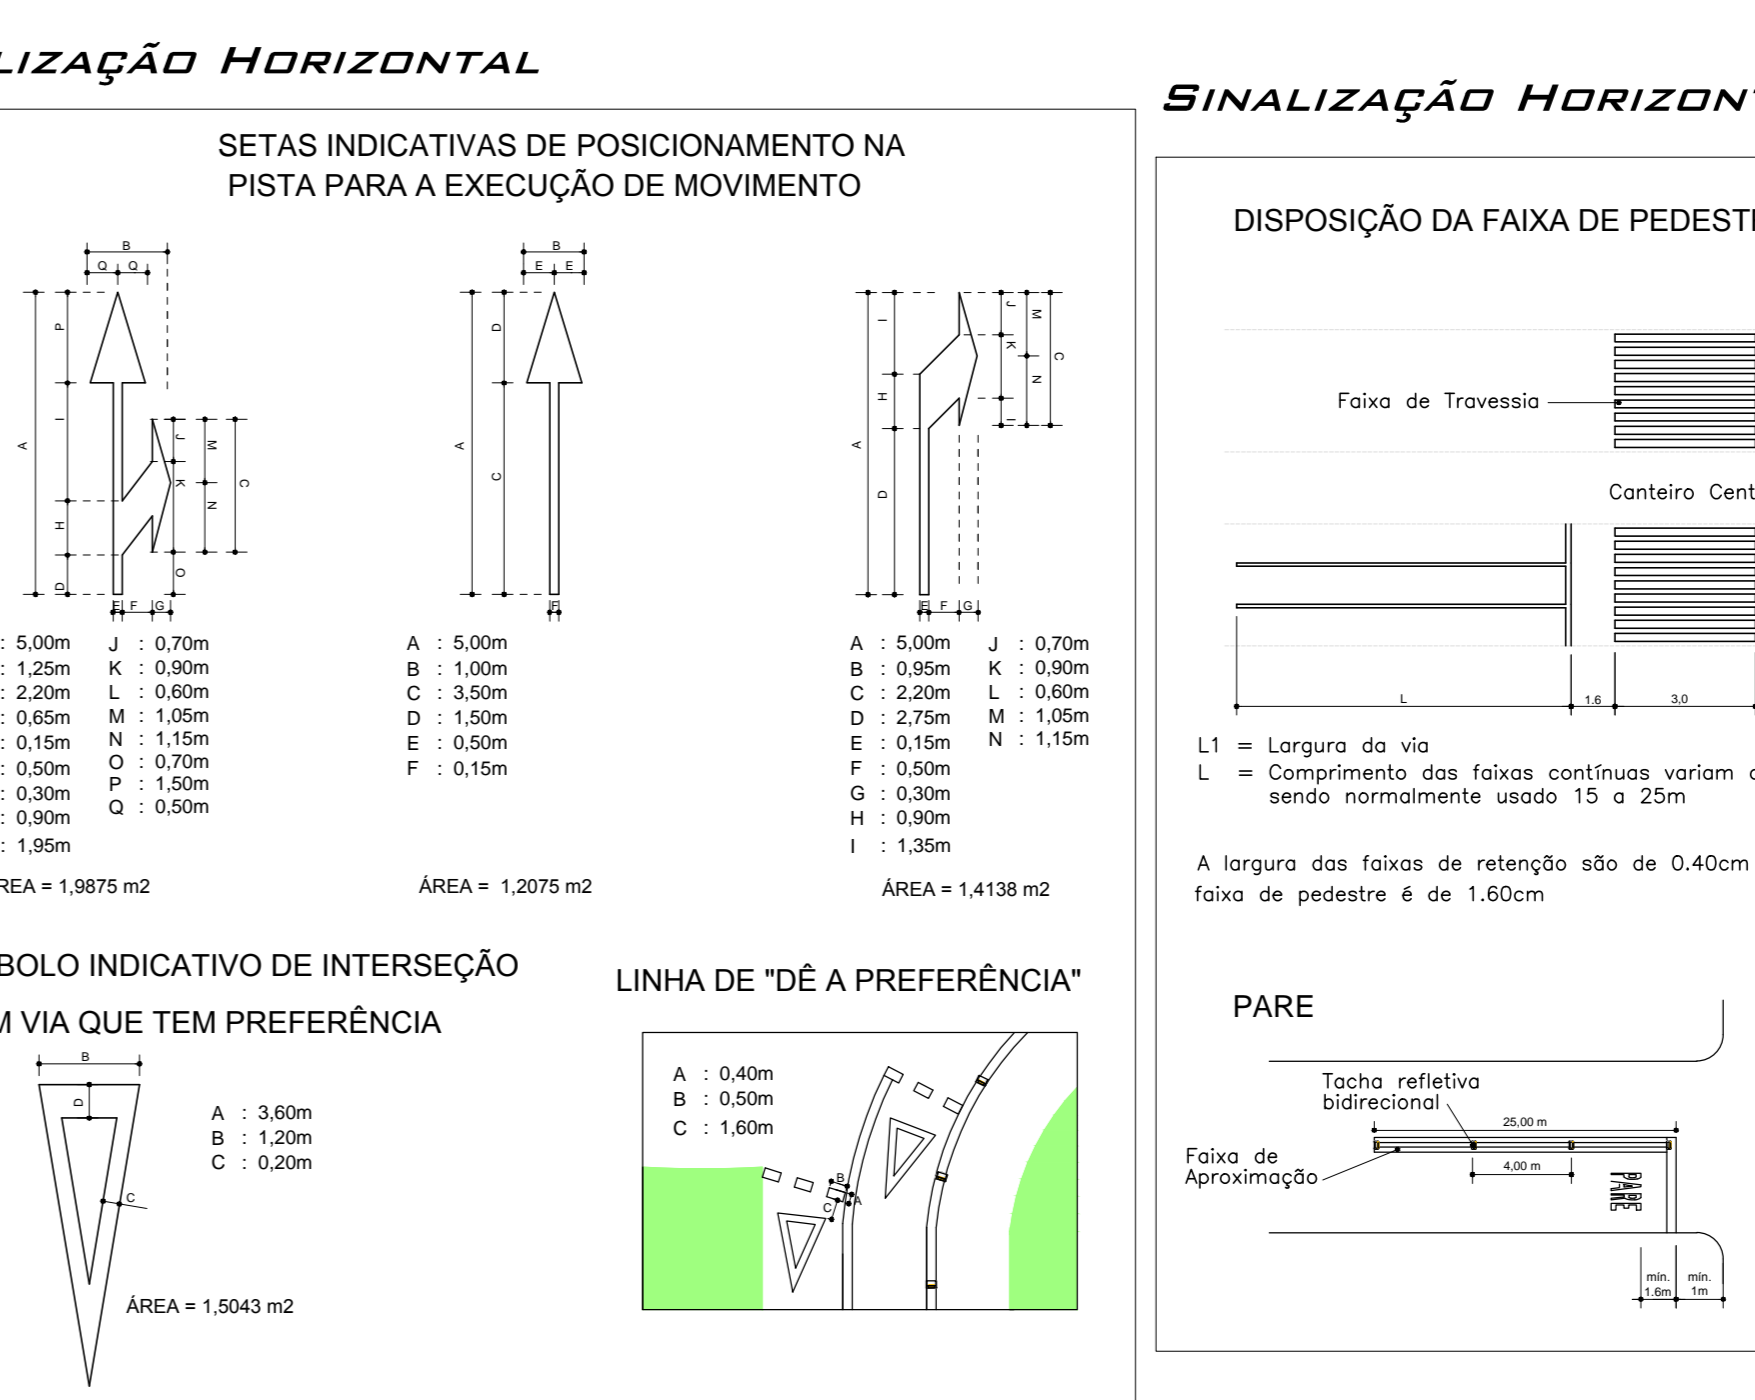 LIZAÇÃO HORIZONTAL
SETAS INDICATIVAS DE POSICIONAMENTO NA
PISTA PARA A EXECUÇÃO DE MOVIMENTO
B
Q Q
P
I
A
H
D
J
K
M
N
C
O
E F G
: 5,00m
: 1,25m
: 2,20m
: 0,65m
: 0,15m
: 0,50m
: 0,30m
: 0,90m
: 1,95m
J : 0,70m
K : 0,90m
L : 0,60m
M : 1,05m
N : 1,15m
O : 0,70m
P : 1,50m
Q : 0,50m
REA = 1,9875 m2
B
E E
D
A
C
F
A : 5,00m
B : 1,00m
C : 3,50m
D : 1,50m
E : 0,50m
F : 0,15m
ÁREA = 1,2075 m2
I
H
A
D
J
K
I
M
N
C
E F G
A : 5,00m
B : 0,95m
C : 2,20m
D : 2,75m
E : 0,15m
F : 0,50m
G : 0,30m
H : 0,90m
I : 1,35m
J : 0,70m
K : 0,90m
L : 0,60m
M : 1,05m
N : 1,15m
ÁREA = 1,4138 m2
BOLO INDICATIVO DE INTERSEÇÃO
M VIA QUE TEM PREFERÊNCIA
B
D
C
A : 3,60m
B : 1,20m
C : 0,20m
ÁREA = 1,5043 m2
LINHA DE "DÊ A PREFERÊNCIA"
A : 0,40m
B : 0,50m
C : 1,60m
B
A
C
SINALIZAÇÃO HORIZON
DISPOSIÇÃO DA FAIXA DE PEDEST
Faixa de Travessia
Canteiro Cent
L
1.6
3,0
L1 = Largura da via
L = Comprimento das faixas contínuas variam
sendo normalmente usado 15 a 25m
A largura das faixas de retenção são de 0.40cm
faixa de pedestre é de 1.60cm
PARE
Tacha refletiva
bidirecional
25,00 m
Faixa de
Aproximação
4,00 m
PARE
mín.
1.6m
mín.
1m